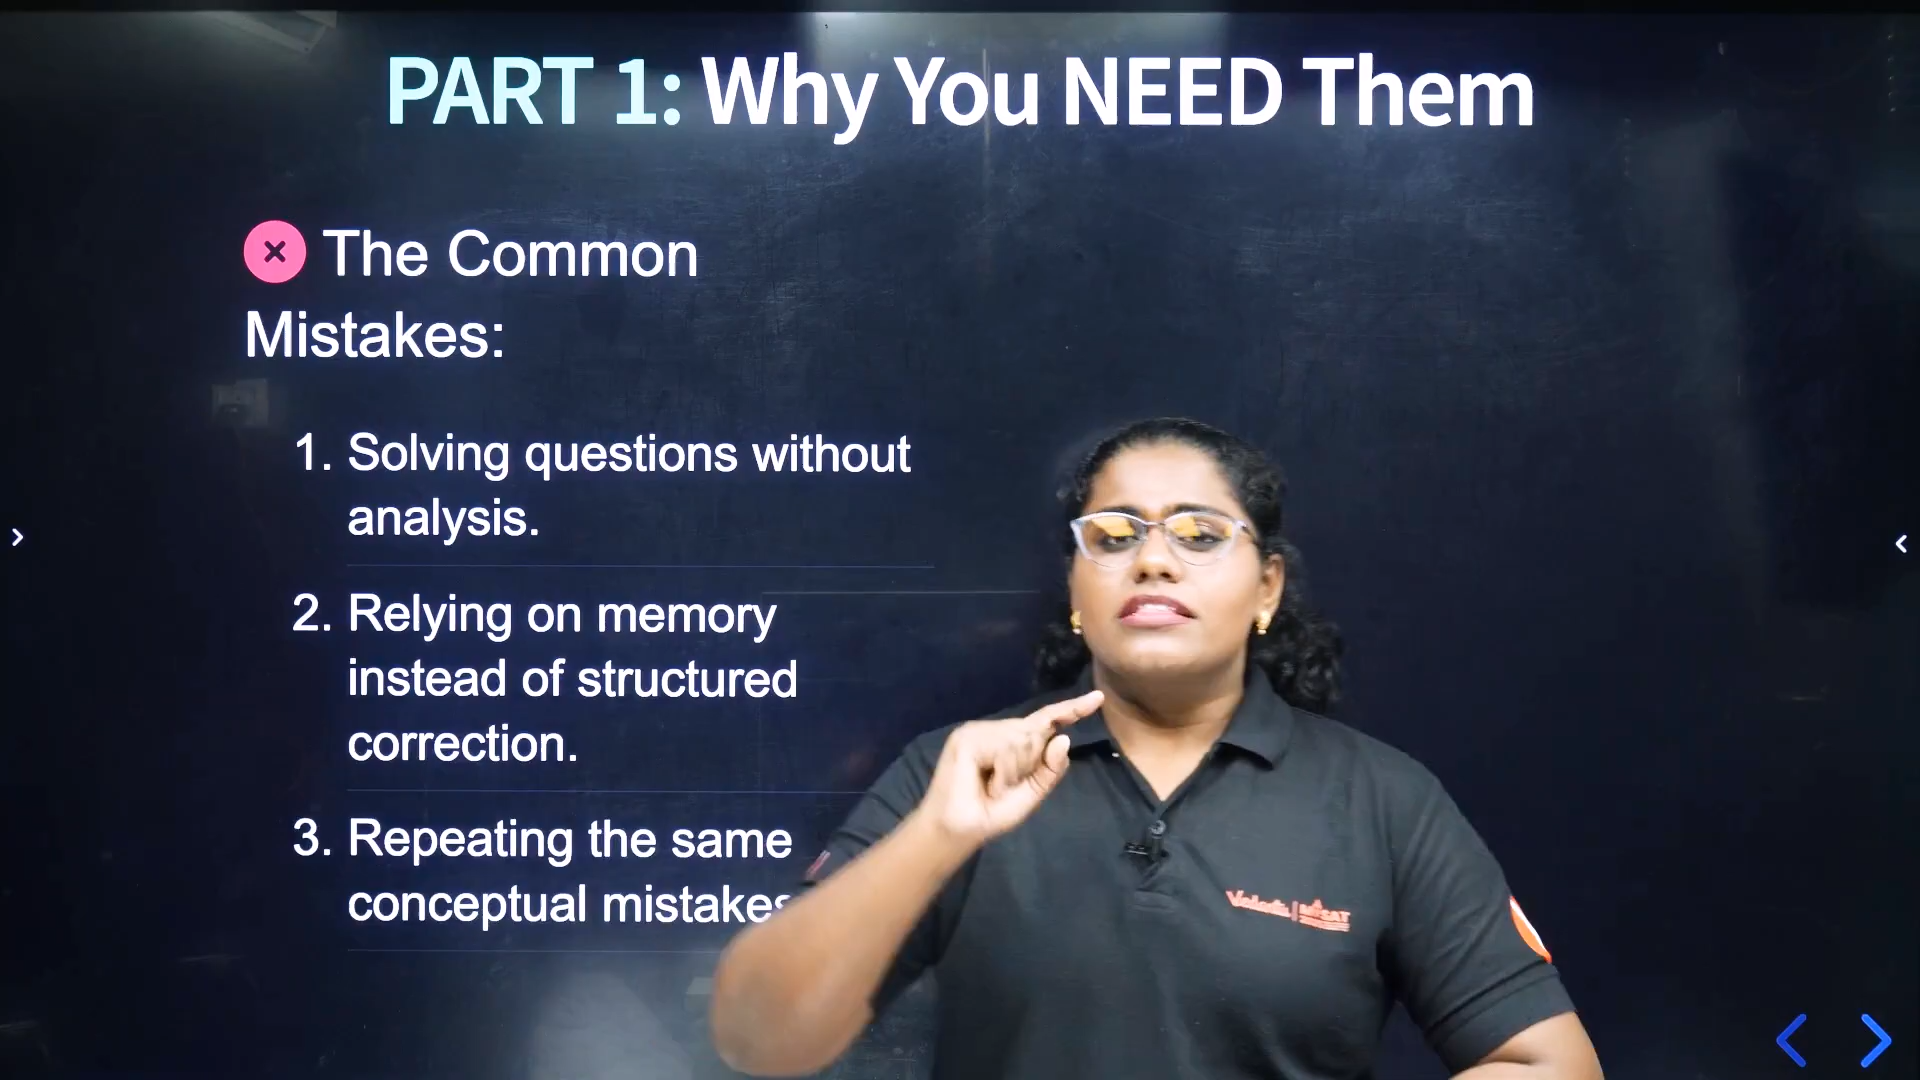 PART 1: Why You NEED Them
The Common
Mistakes:
1. Solving questions without
analysis.
2. Relying on memory
instead of structured
correction.
3. Repeating the same
conceptual mistakes